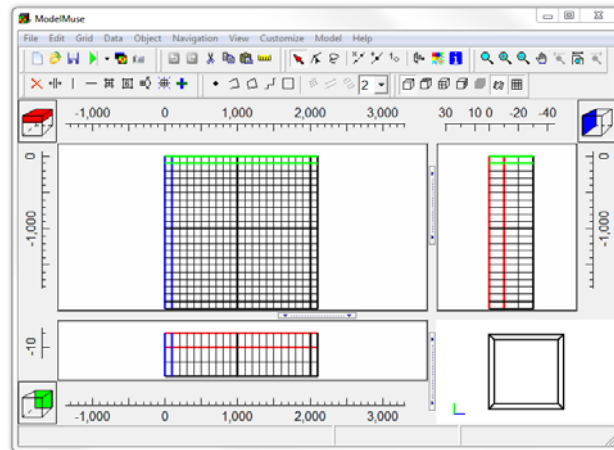 ModelMuse
File Edit Grid Data Object Navigation View Customize Model Help
2
-1,000 0 1,000 2,000 3,000 30 10 0 -20 -40
0 0
-1,000 -1,000
-10
-1,000 0 1,000 2,000 3,000